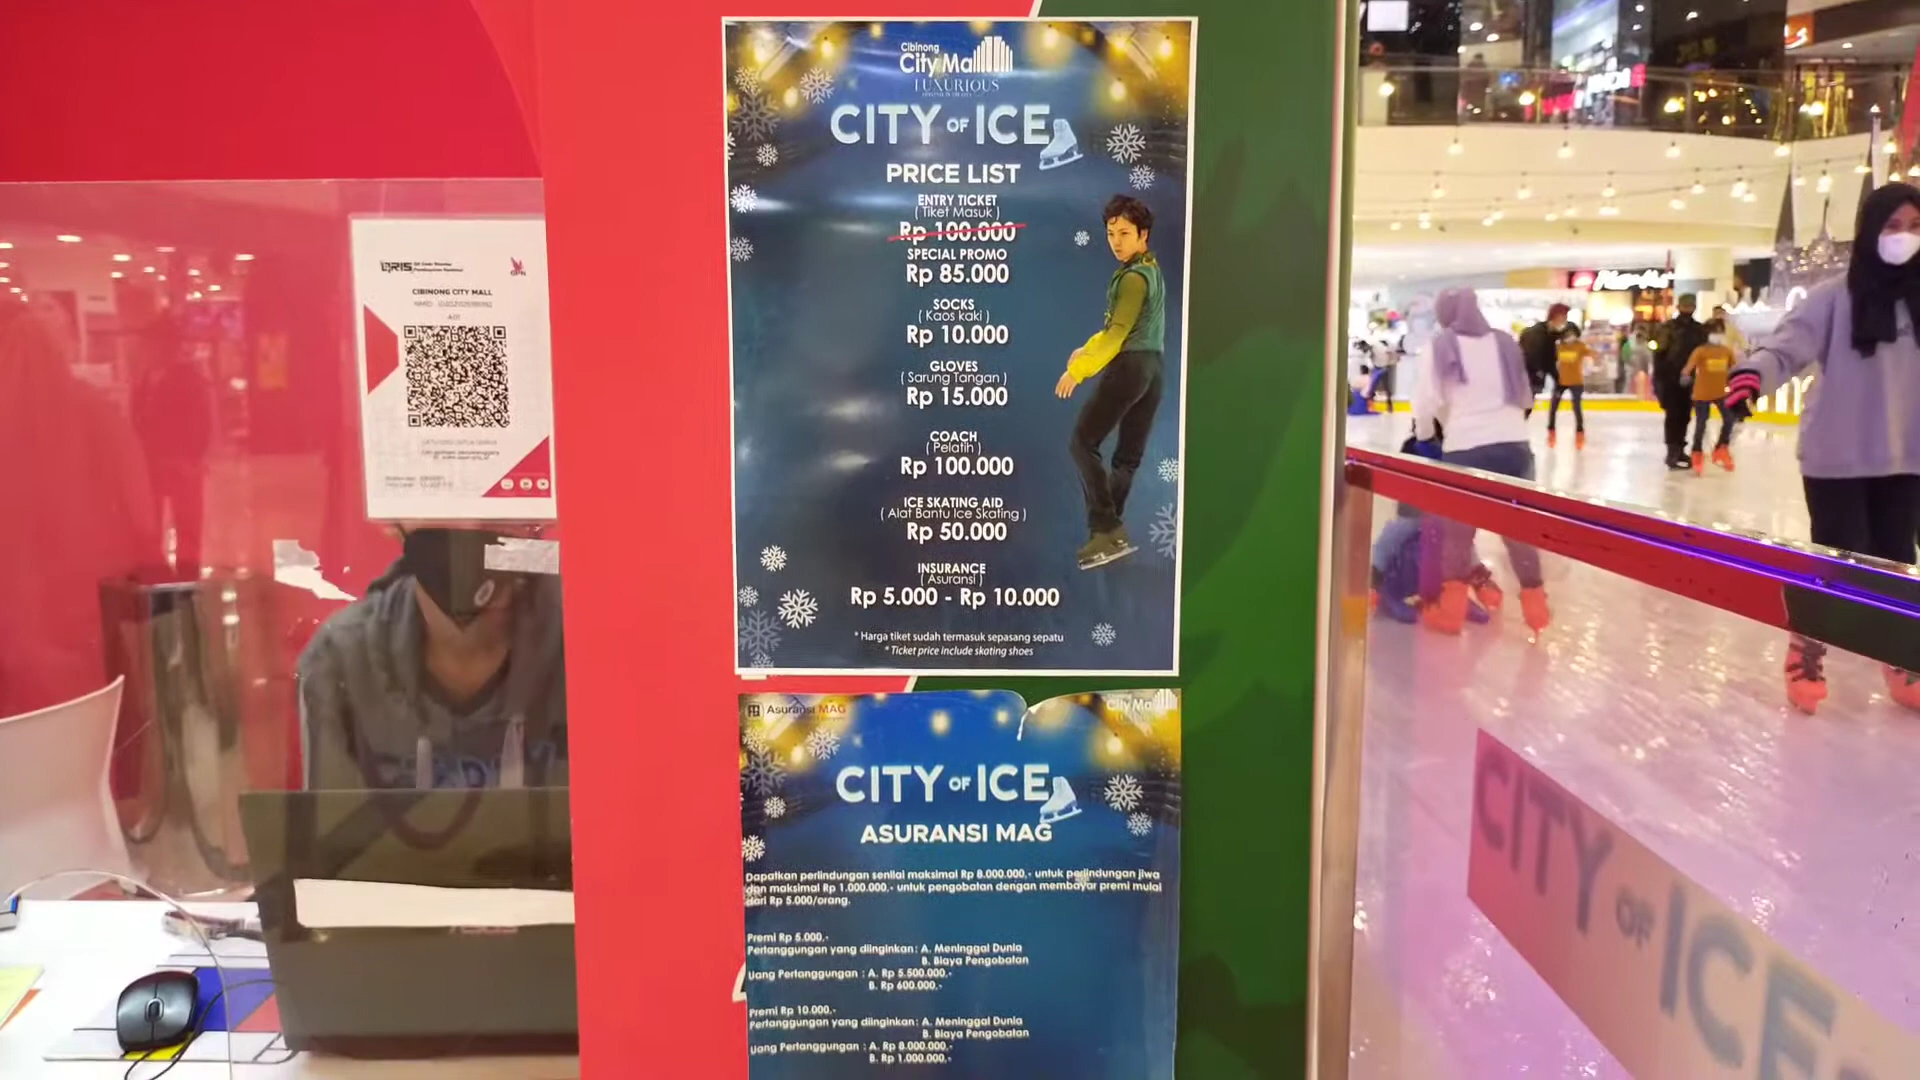 Cibinong
City Mall
LUXURIOUS
CITY OF ICE
PRICE LIST
ENTRY TICKET
( Tiket Masuk )
Rp 100.000
SPECIAL PROMO
Rp 85.000
SOCKS
( Kaos kaki )
Rp 10.000
GLOVES
( Sarung Tangan )
Rp 15.000
COACH
( Pelatih )
Rp 100.000
ICE SKATING AID
( Alat Bantu Ice Skating )
Rp 50.000
INSURANCE
( Asuransi )
Rp 5.000 - Rp 10.000
* Harga tiket sudah termasuk sepasang sepatu
* Ticket price include skating shoes
Asuransi MAG
City Mall
CITY OF ICE
ASURANSI MAG
Dapatkan perlindungan senilai maksimal Rp 8.000.000,- untuk perlindungan jiwa
dan maksimal Rp 1.000.000,- untuk pengobatan dengan membayar premi mulai
dari Rp 5.000/orang.
Premi Rp 5.000,-
Pertanggungan yang diinginkan : A. Meninggal Dunia
B. Biaya Pengobatan
Uang Pertanggungan : A. Rp 5.500.000,-
B. Rp 600.000,-
Premi Rp 10.000,-
Pertanggungan yang diinginkan : A. Meninggal Dunia
B. Biaya Pengobatan
Uang Pertanggungan : A. Rp 8.000.000,-
B. Rp 1.000.000,-
QRIS
GPN
CIBINONG CITY MALL
A01
CITY OF ICE